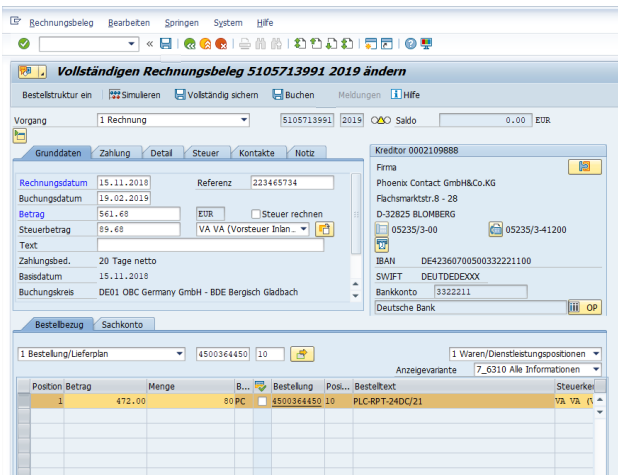 Rechnungsbeleg Bearbeiten Springen System Hilfe
Vollständigen Rechnungsbeleg 5105713991 2019 ändern
Bestellstruktur ein Simulieren Vollständig sichern Buchen Meldungen Hilfe
Vorgang 1 Rechnung 5105713991 2019 Saldo 0.00 EUR
Grunddaten Zahlung Detail Steuer Kontakte Notiz
Rechnungsdatum 15.11.2018 Referenz 223465734
Buchungsdatum 19.02.2019
Betrag 561.68 EUR Steuer rechnen
Steuerbetrag 89.68 VA VA (Vorsteuer Inlan..
Text
Zahlungsbed. 20 Tage netto
Basisdatum 15.11.2018
Buchungskreis DE01 OBC Germany GmbH - BDE Bergisch Gladbach
Kreditor 0002109888
Firma
Phoenix Contact GmbH&Co.KG
Flachsmarktstr.8 - 28
D-32825 BLOMBERG
05235/3-00 05235/3-41200
IBAN DE42360700500332221100
SWIFT DEUTDEDEXXX
Bankkonto 3322211
Deutsche Bank OP
Bestellbezug Sachkonto
1 Bestellung/Lieferplan 4500364450 10 1 Waren/Dienstleistungspositionen
Anzeigevariante 7_6310 Alle Informationen
Position Betrag Menge B... Bestellung Posi... Bestelltext Steuerken
1 472.00 80 PC 4500364450 10 PLC-RPT-24DC/21 VA VA (V